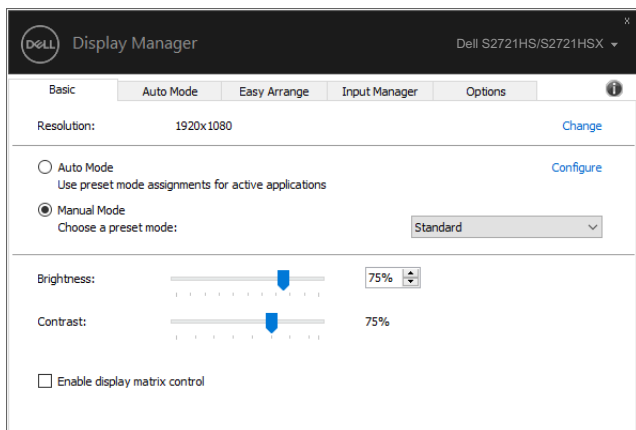 x
DELL Display Manager Dell S2721HS/S2721HSX
Basic Auto Mode Easy Arrange Input Manager Options i
Resolution: 1920x1080 Change
Auto Mode Configure
Use preset mode assignments for active applications
Manual Mode
Choose a preset mode: Standard
Brightness: 75%
Contrast: 75%
Enable display matrix control